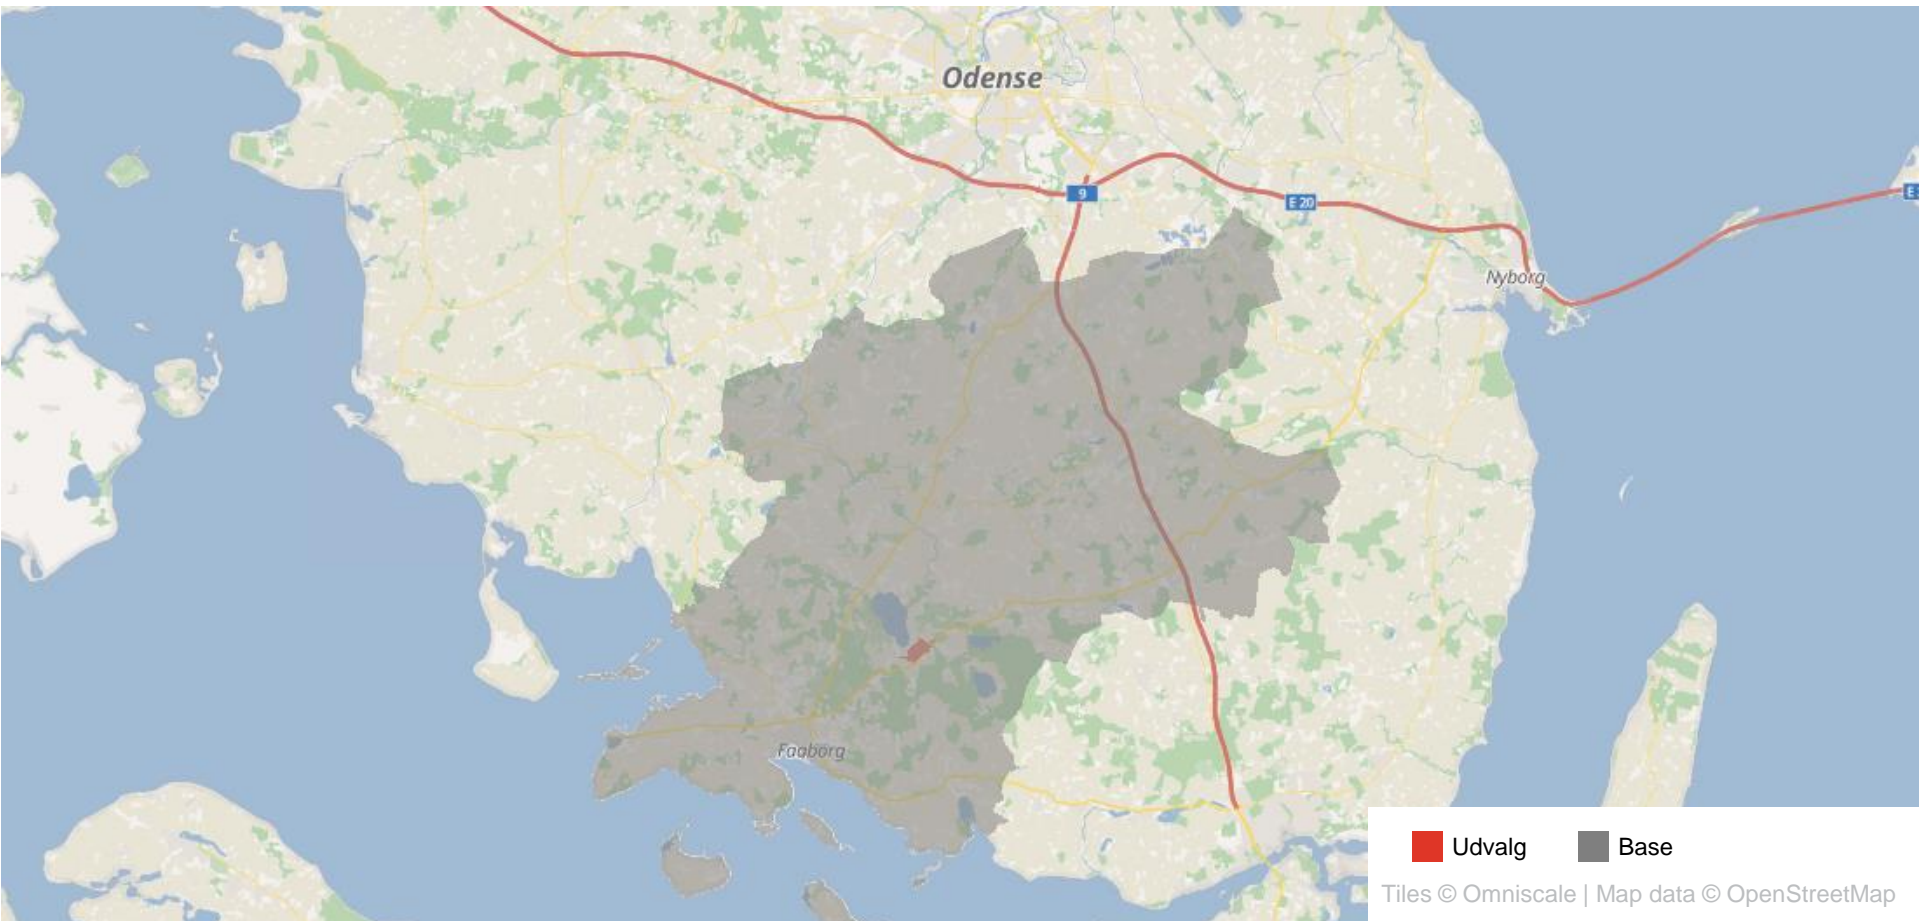 Odense
9
E 20
E
Nyborg
Faaborg
Udvalg
Base
Tiles © Omniscale | Map data © OpenStreetMap